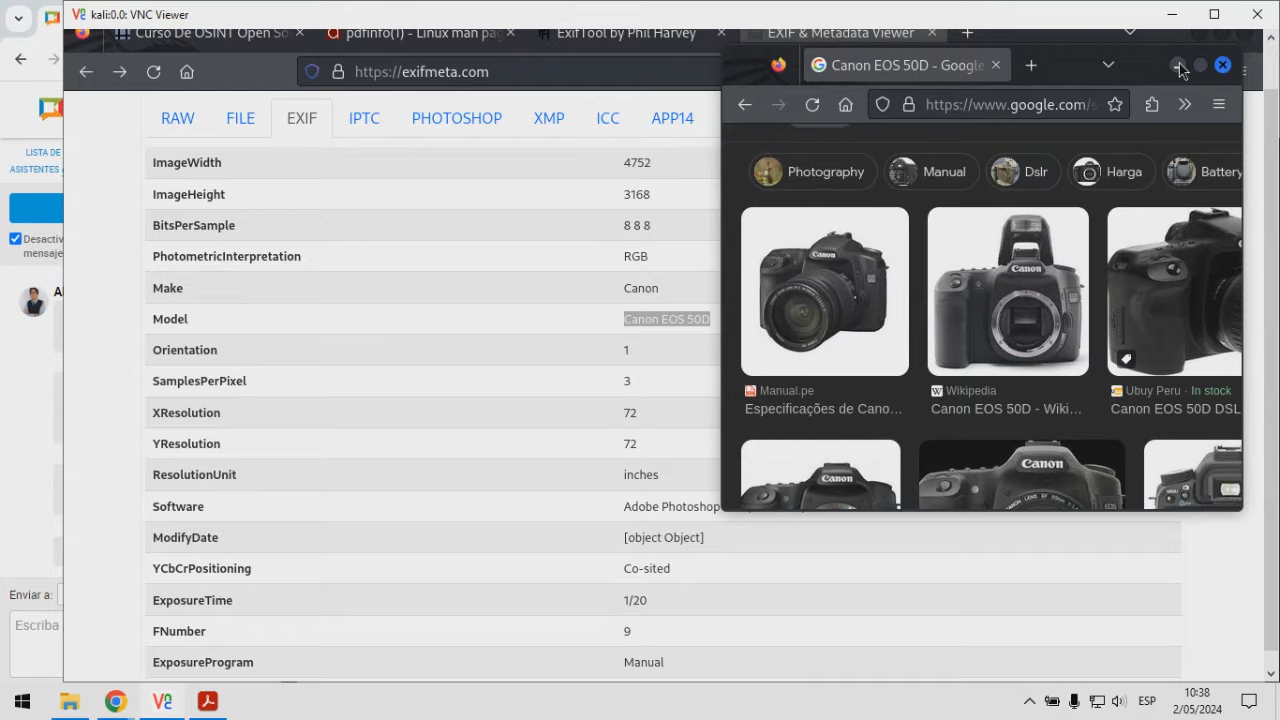 kali:0.0: VNC Viewer
Curso De OSINT Open So
pdfinfo(1) - Linux man pag
ExifTool by Phil Harvey
EXIF & Metadata Viewer
https://exifmeta.com
Canon EOS 50D - Google
https://www.google.com/s
RAW
FILE
EXIF
IPTC
PHOTOSHOP
XMP
ICC
APP14
ImageWidth 4752
ImageHeight 3168
BitsPerSample 8 8 8
PhotometricInterpretation RGB
Make Canon
Model Canon EOS 50D
Orientation 1
SamplesPerPixel 3
XResolution 72
YResolution 72
ResolutionUnit inches
Software Adobe Photoshop
ModifyDate [object Object]
YCbCrPositioning Co-sited
ExposureTime 1/20
FNumber 9
ExposureProgram Manual
Photography
Manual
Dslr
Harga
Battery
Canon
Canon
50D
Manual.pe
Especificações de Cano...
Wikipedia
Canon EOS 50D - Wiki...
Ubuy Peru · In stock
Canon EOS 50D DSL
Canon
Canon
LISTA DE
ASISTENTES
Desactiv
mensaje
Enviar a:
Escriba
ESP
10:38
2/05/2024